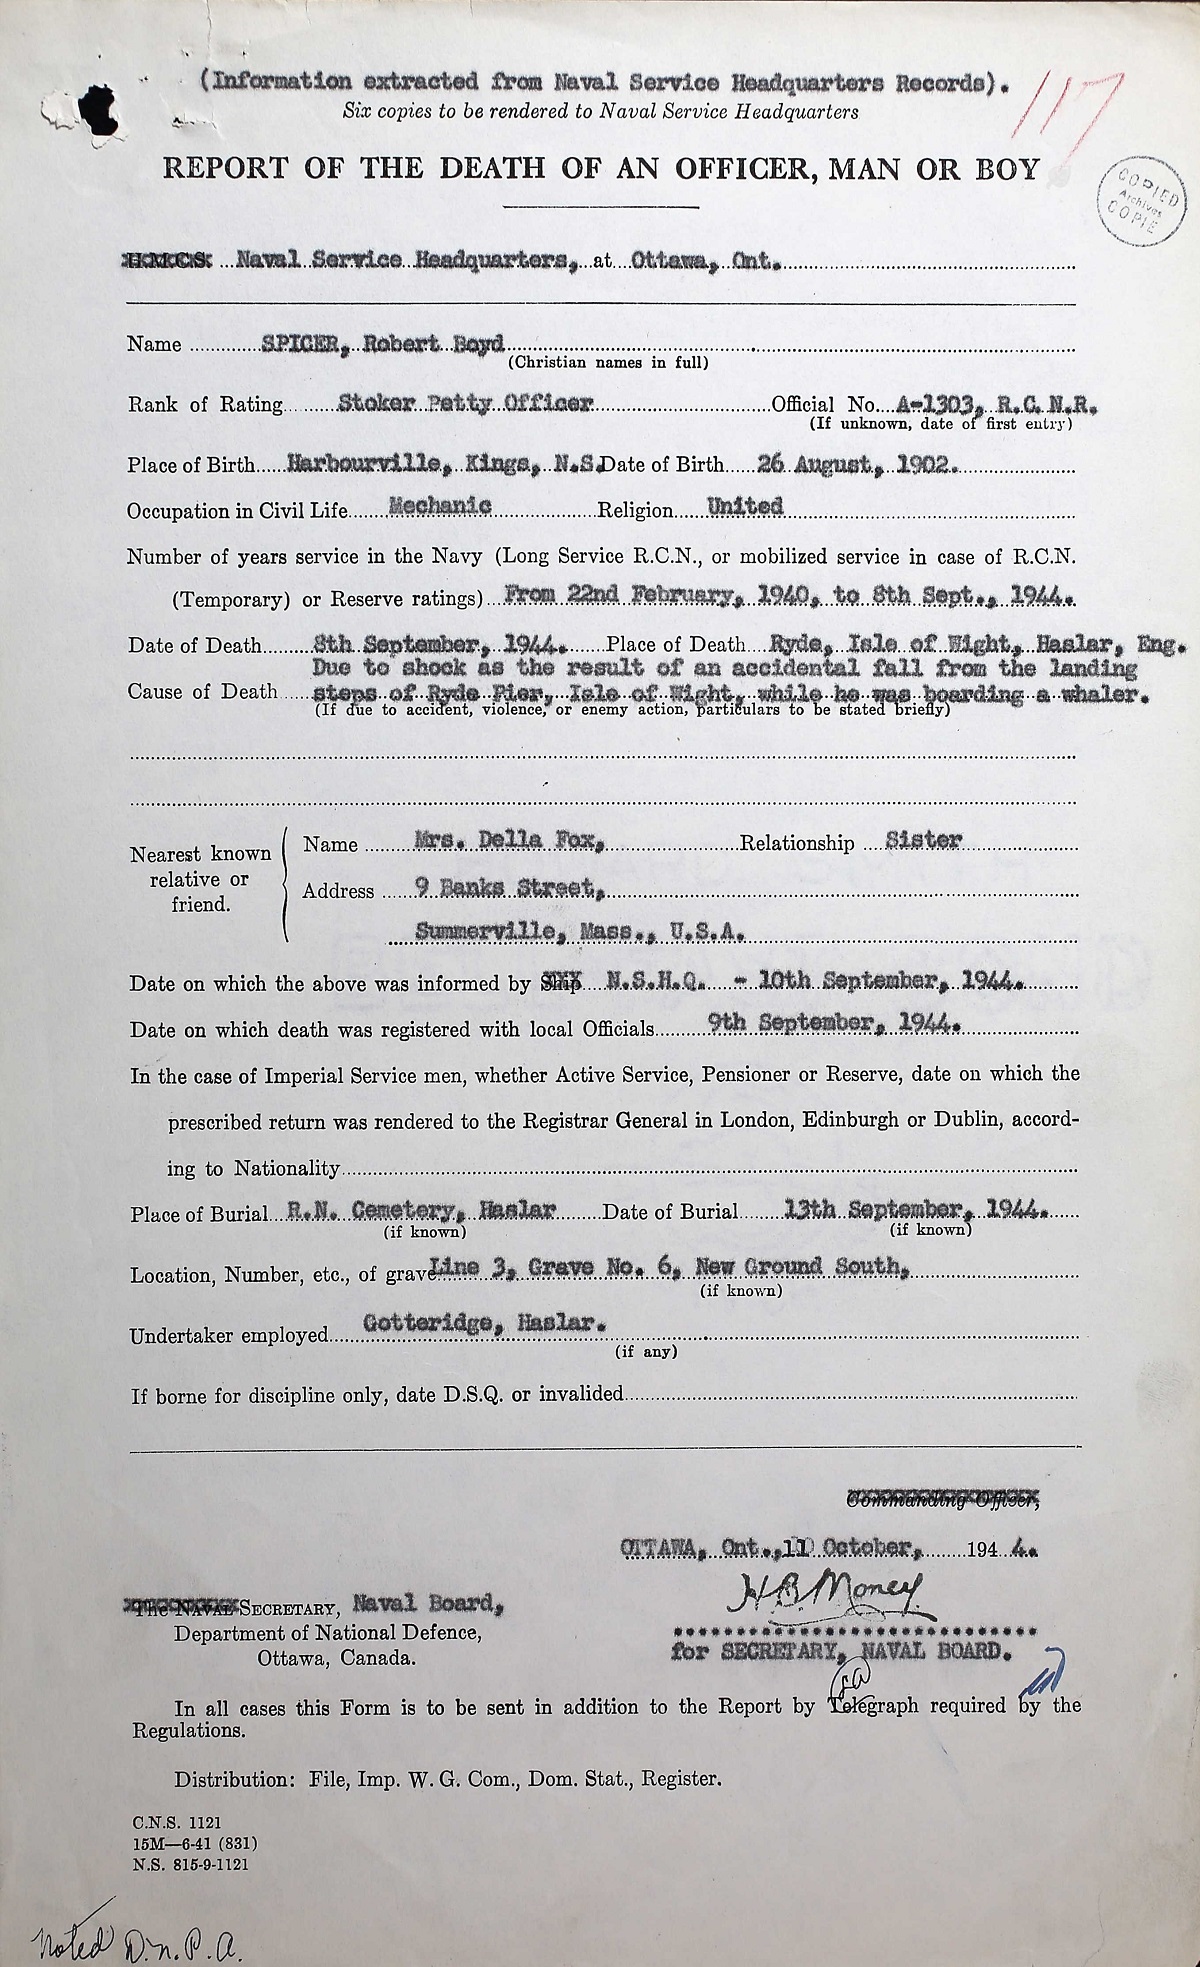 (Information extracted from Naval Service Headquarters Records).
117
Six copies to be rendered to Naval Service Headquarters
REPORT OF THE DEATH OF AN OFFICER, MAN OR BOY
COPIED
Archives
COPIE
H.M.C.S. Naval Service Headquarters, at Ottawa, Ont.
Name SPICER, Robert Boyd
(Christian names in full)
Rank of Rating Stoker Petty Officer Official No. A-1303, R.C.N.R.
(If unknown, date of first entry)
Place of Birth Harbourville, Kings, N.S. Date of Birth 26 August, 1902.
Occupation in Civil Life Mechanic Religion United
Number of years service in the Navy (Long Service R.C.N., or mobilized service in case of R.C.N.
(Temporary) or Reserve ratings) From 22nd February, 1940, to 8th Sept., 1944.
Date of Death 8th September, 1944. Place of Death Ryde, Isle of Wight, Haslar, Eng.
Due to shock as the result of an accidental fall from the landing
Cause of Death steps of Ryde Pier, Isle of Wight, while he was boarding a whaler.
(If due to accident, violence, or enemy action, particulars to be stated briefly)
Nearest known relative or friend.
Name Mrs. Della Fox, Relationship Sister
Address 9 Banks Street,
Summerville, Mass., U.S.A.
Date on which the above was informed by Ship N.S.H.Q. - 10th September, 1944.
Date on which death was registered with local Officials 9th September, 1944.
In the case of Imperial Service men, whether Active Service, Pensioner or Reserve, date on which the
prescribed return was rendered to the Registrar General in London, Edinburgh or Dublin, accord-
ing to Nationality
Place of Burial R.N. Cemetery, Haslar Date of Burial 13th September, 1944.
(if known) (if known)
Location, Number, etc., of grave Line 3, Grave No. 6, New Ground South,
(if known)
Undertaker employed Gotteridge, Haslar.
(if any)
If borne for discipline only, date D.S.Q. or invalided
Commanding Officer,
OTTAWA, Ont., 11 October, 194 4.
H B Money
The NAVAL SECRETARY, Naval Board,
Department of National Defence,
Ottawa, Canada.
for SECRETARY, NAVAL BOARD.
In all cases this Form is to be sent in addition to the Report by Telegraph required by the
Regulations.
Distribution: File, Imp. W. G. Com., Dom. Stat., Register.
C.N.S. 1121
15M—6-41 (831)
N.S. 815-9-1121
Noted D.N.P.A.